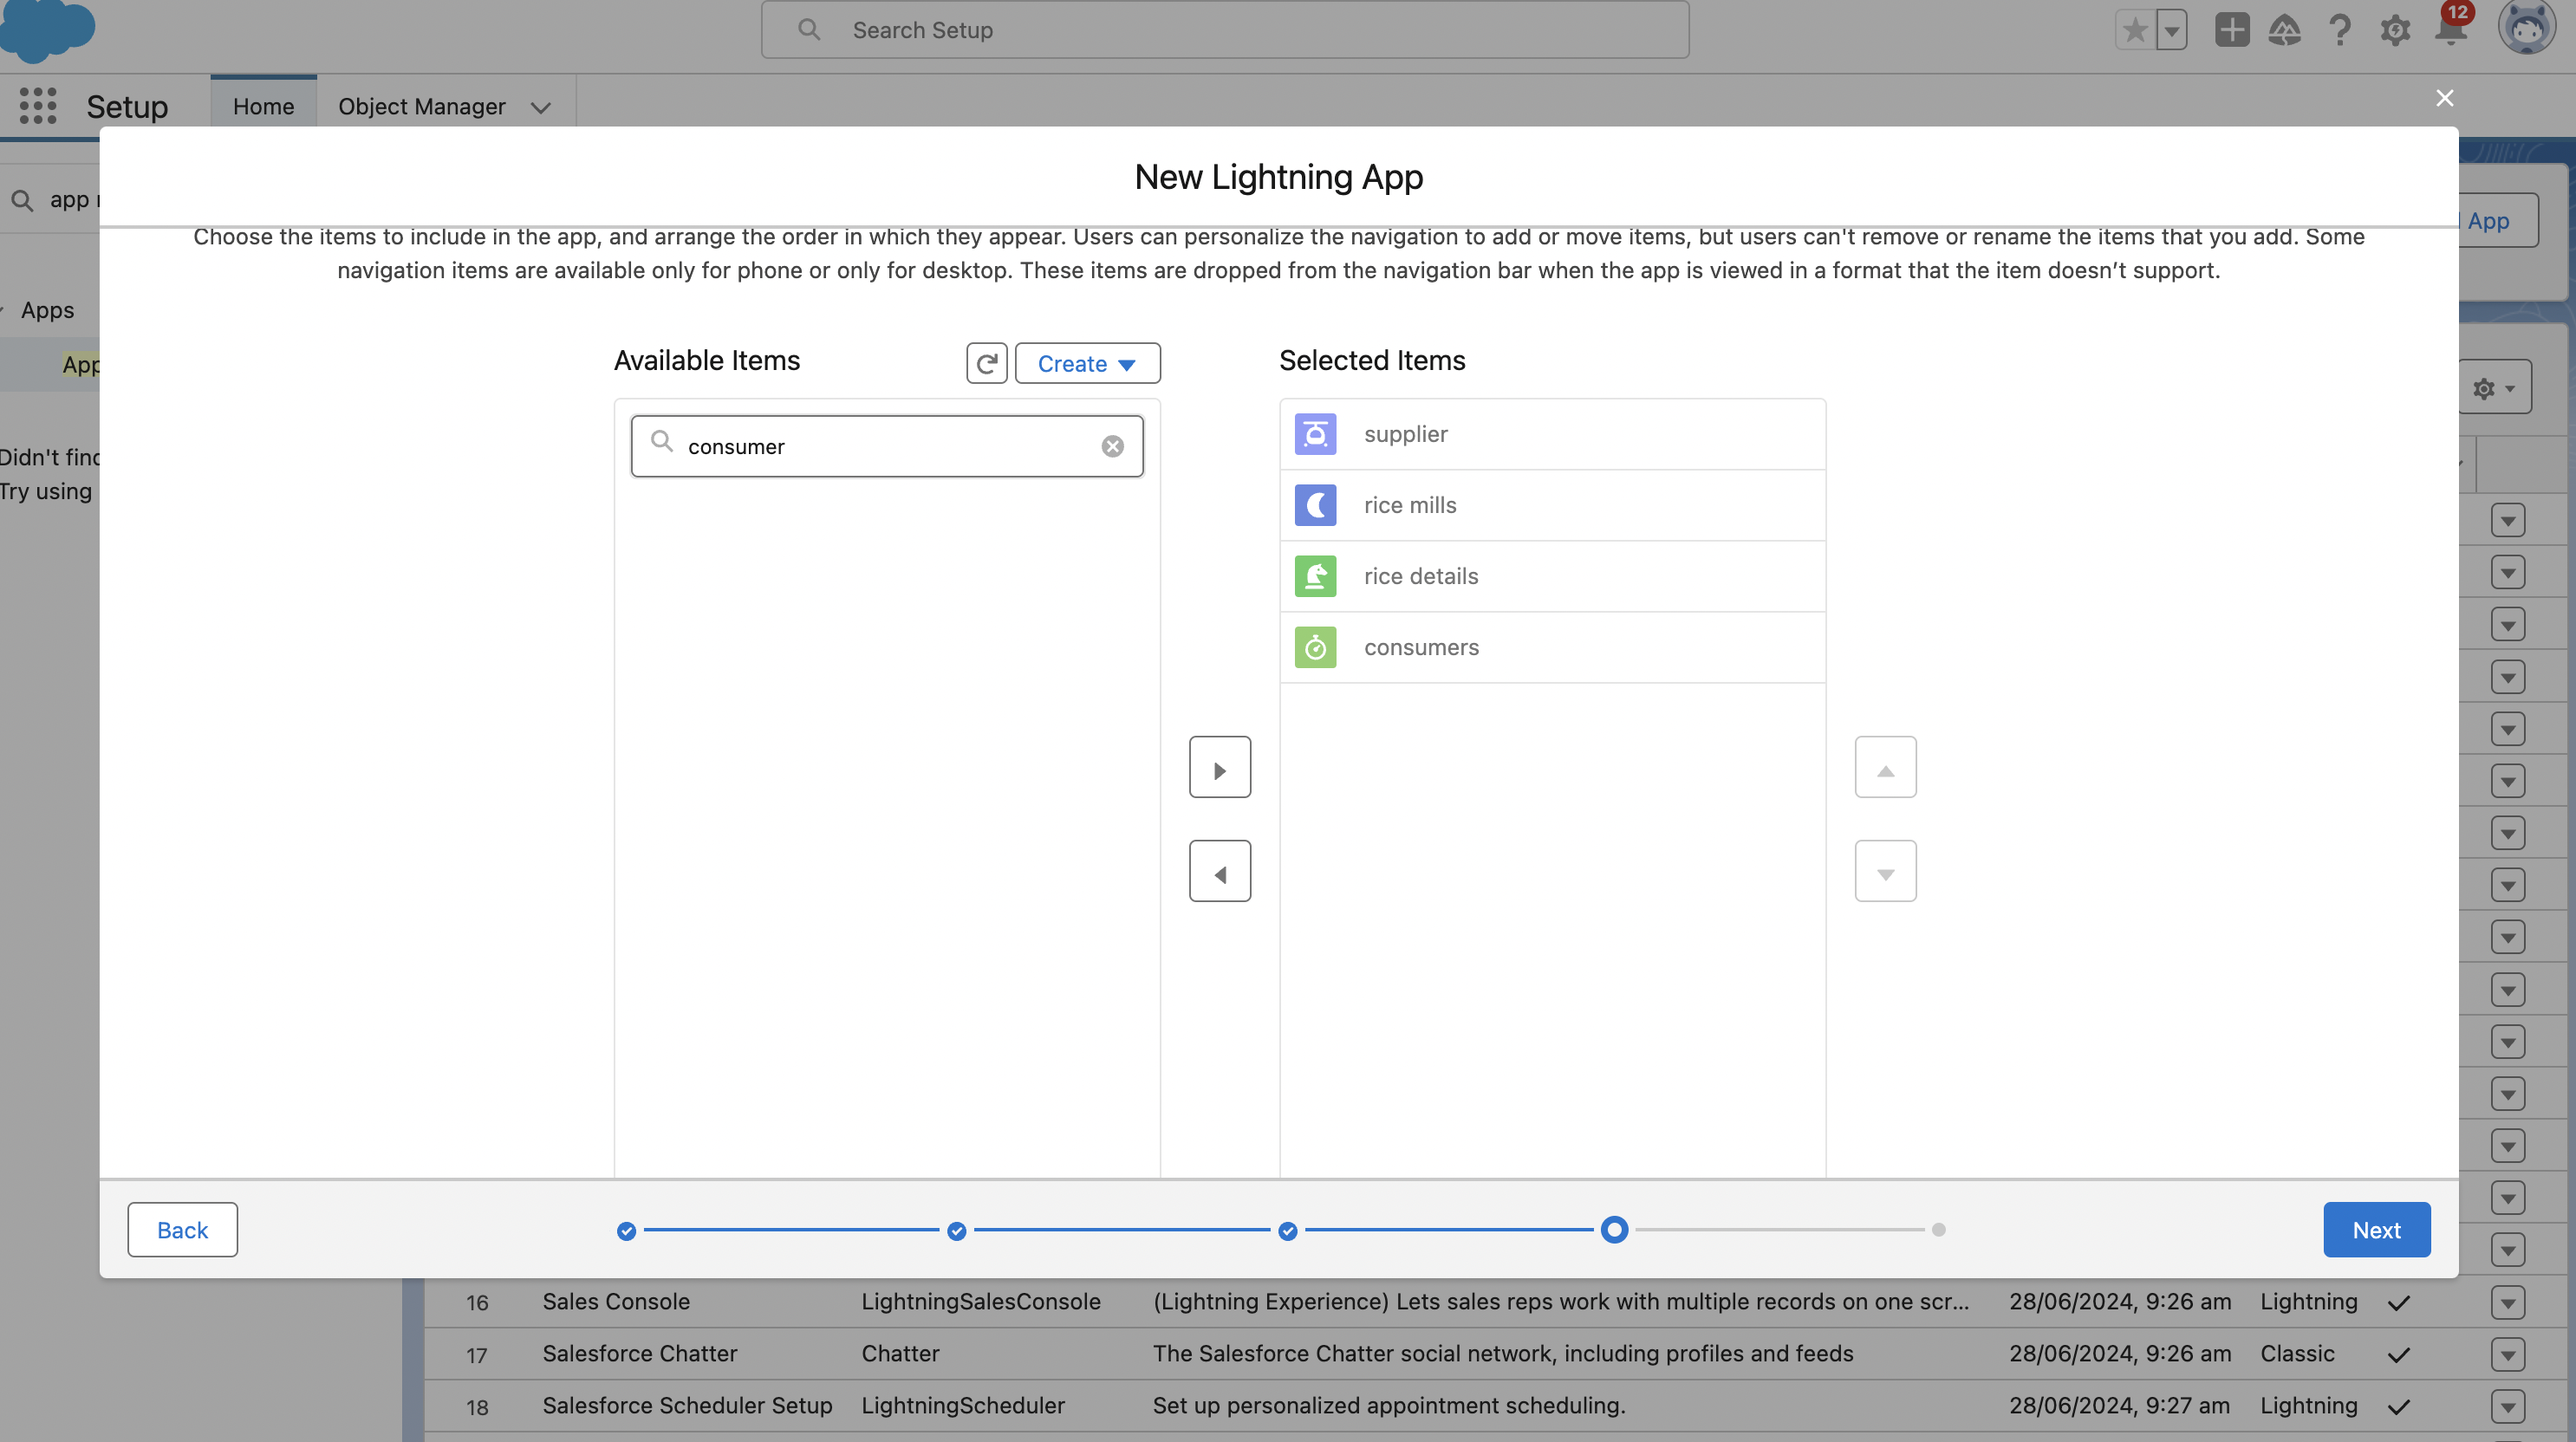 Search Setup
12
Setup
Home
Object Manager
New Lightning App
app
App
Choose the items to include in the app, and arrange the order in which they appear. Users can personalize the navigation to add or move items, but users can't remove or rename the items that you add. Some
navigation items are available only for phone or only for desktop. These items are dropped from the navigation bar when the app is viewed in a format that the item doesn’t support.
Apps
App
Available Items
Create
Selected Items
consumer
supplier
Didn't find
Try using
rice mills
rice details
consumers
Back
Next
16 Sales Console LightningSalesConsole (Lightning Experience) Lets sales reps work with multiple records on one scr... 28/06/2024, 9:26 am Lightning
17 Salesforce Chatter Chatter The Salesforce Chatter social network, including profiles and feeds 28/06/2024, 9:26 am Classic
18 Salesforce Scheduler Setup LightningScheduler Set up personalized appointment scheduling. 28/06/2024, 9:27 am Lightning